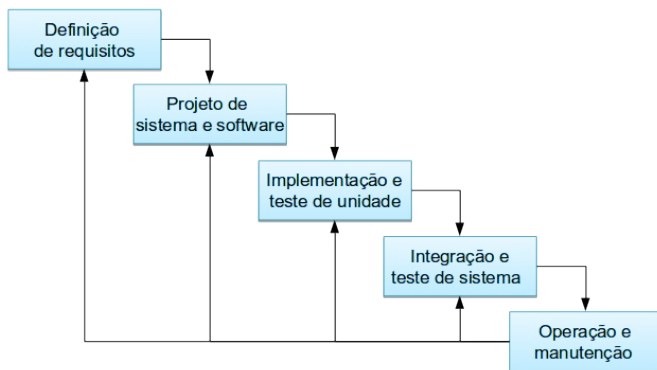 Definição
de requisitos
Projeto de
sistema e software
Implementação e
teste de unidade
Integração e
teste de sistema
Operação e
manutenção